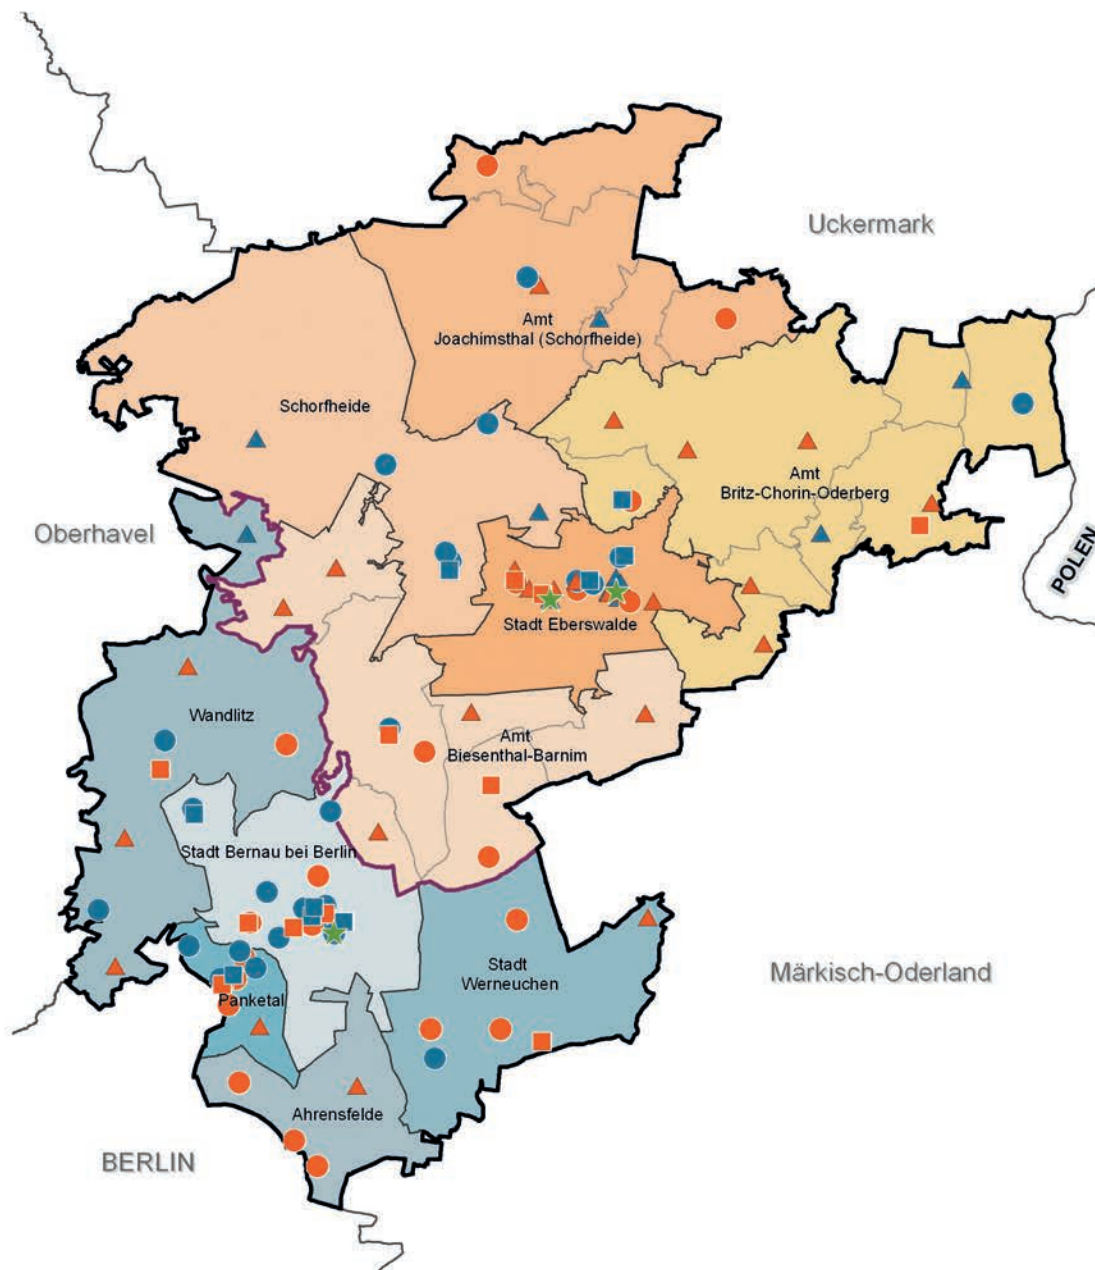 Uckermark
Amt
Joachimsthal (Schorfheide)
Schorfheide
Amt
Britz-Chorin-Oderberg
Oberhavel
POLEN
Stadt Eberswalde
Wandlitz
Amt
Biesenthal-Barnim
Stadt Bernau bei Berlin
Stadt
Werneuchen
Märkisch-Oderland
Panketal
Ahrensfelde
BERLIN